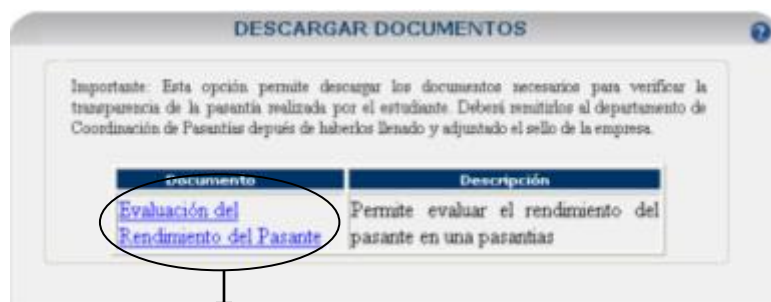 DESCARGAR DOCUMENTOS
Importante: Esta opción permite descargar los documentos necesarios para verificar la
transparencia de la pasantía realizada por el estudiante. Deberá remitirlos al departamento de
Coordinación de Pasantías depués de haberlos llenado y adjuntado el sello de la empresa.
Documento Descripción
Evaluación del Permite evaluar el rendimiento del
Rendimiento del Pasante pasante en una pasantias